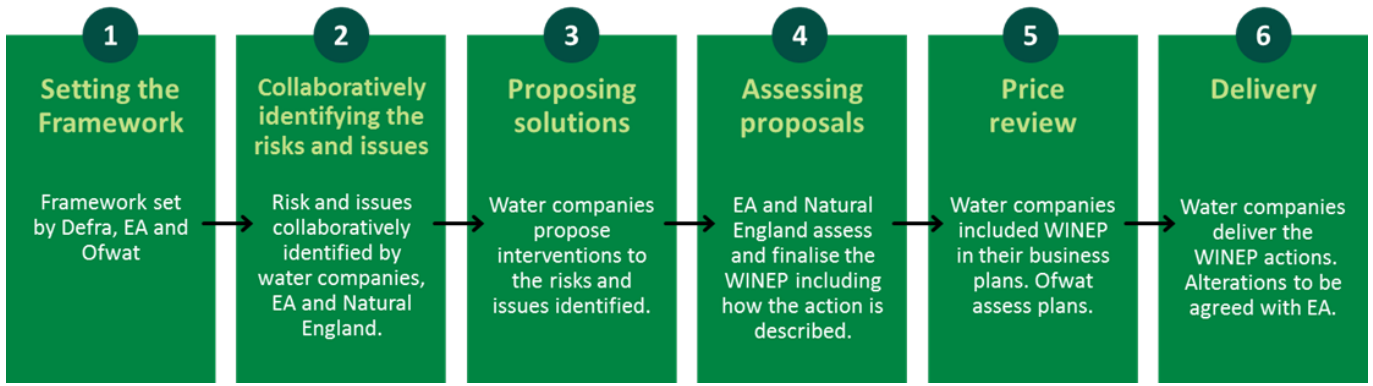 1
Setting the
Framework
Framework set
by Defra, EA and
Ofwat
2
Collaboratively
identifying the
risks and issues
Risk and issues
collaboratively
identified by
water companies,
EA and Natural
England.
3
Proposing
solutions
Water companies
propose
interventions to
the risks and
issues identified.
4
Assessing
proposals
EA and Natural
England assess
and finalise the
WINEP including
how the action is
described.
5
Price
review
Water companies
included WINEP
in their business
plans. Ofwat
assess plans.
6
Delivery
Water companies
deliver the
WINEP actions.
Alterations to be
agreed with EA.